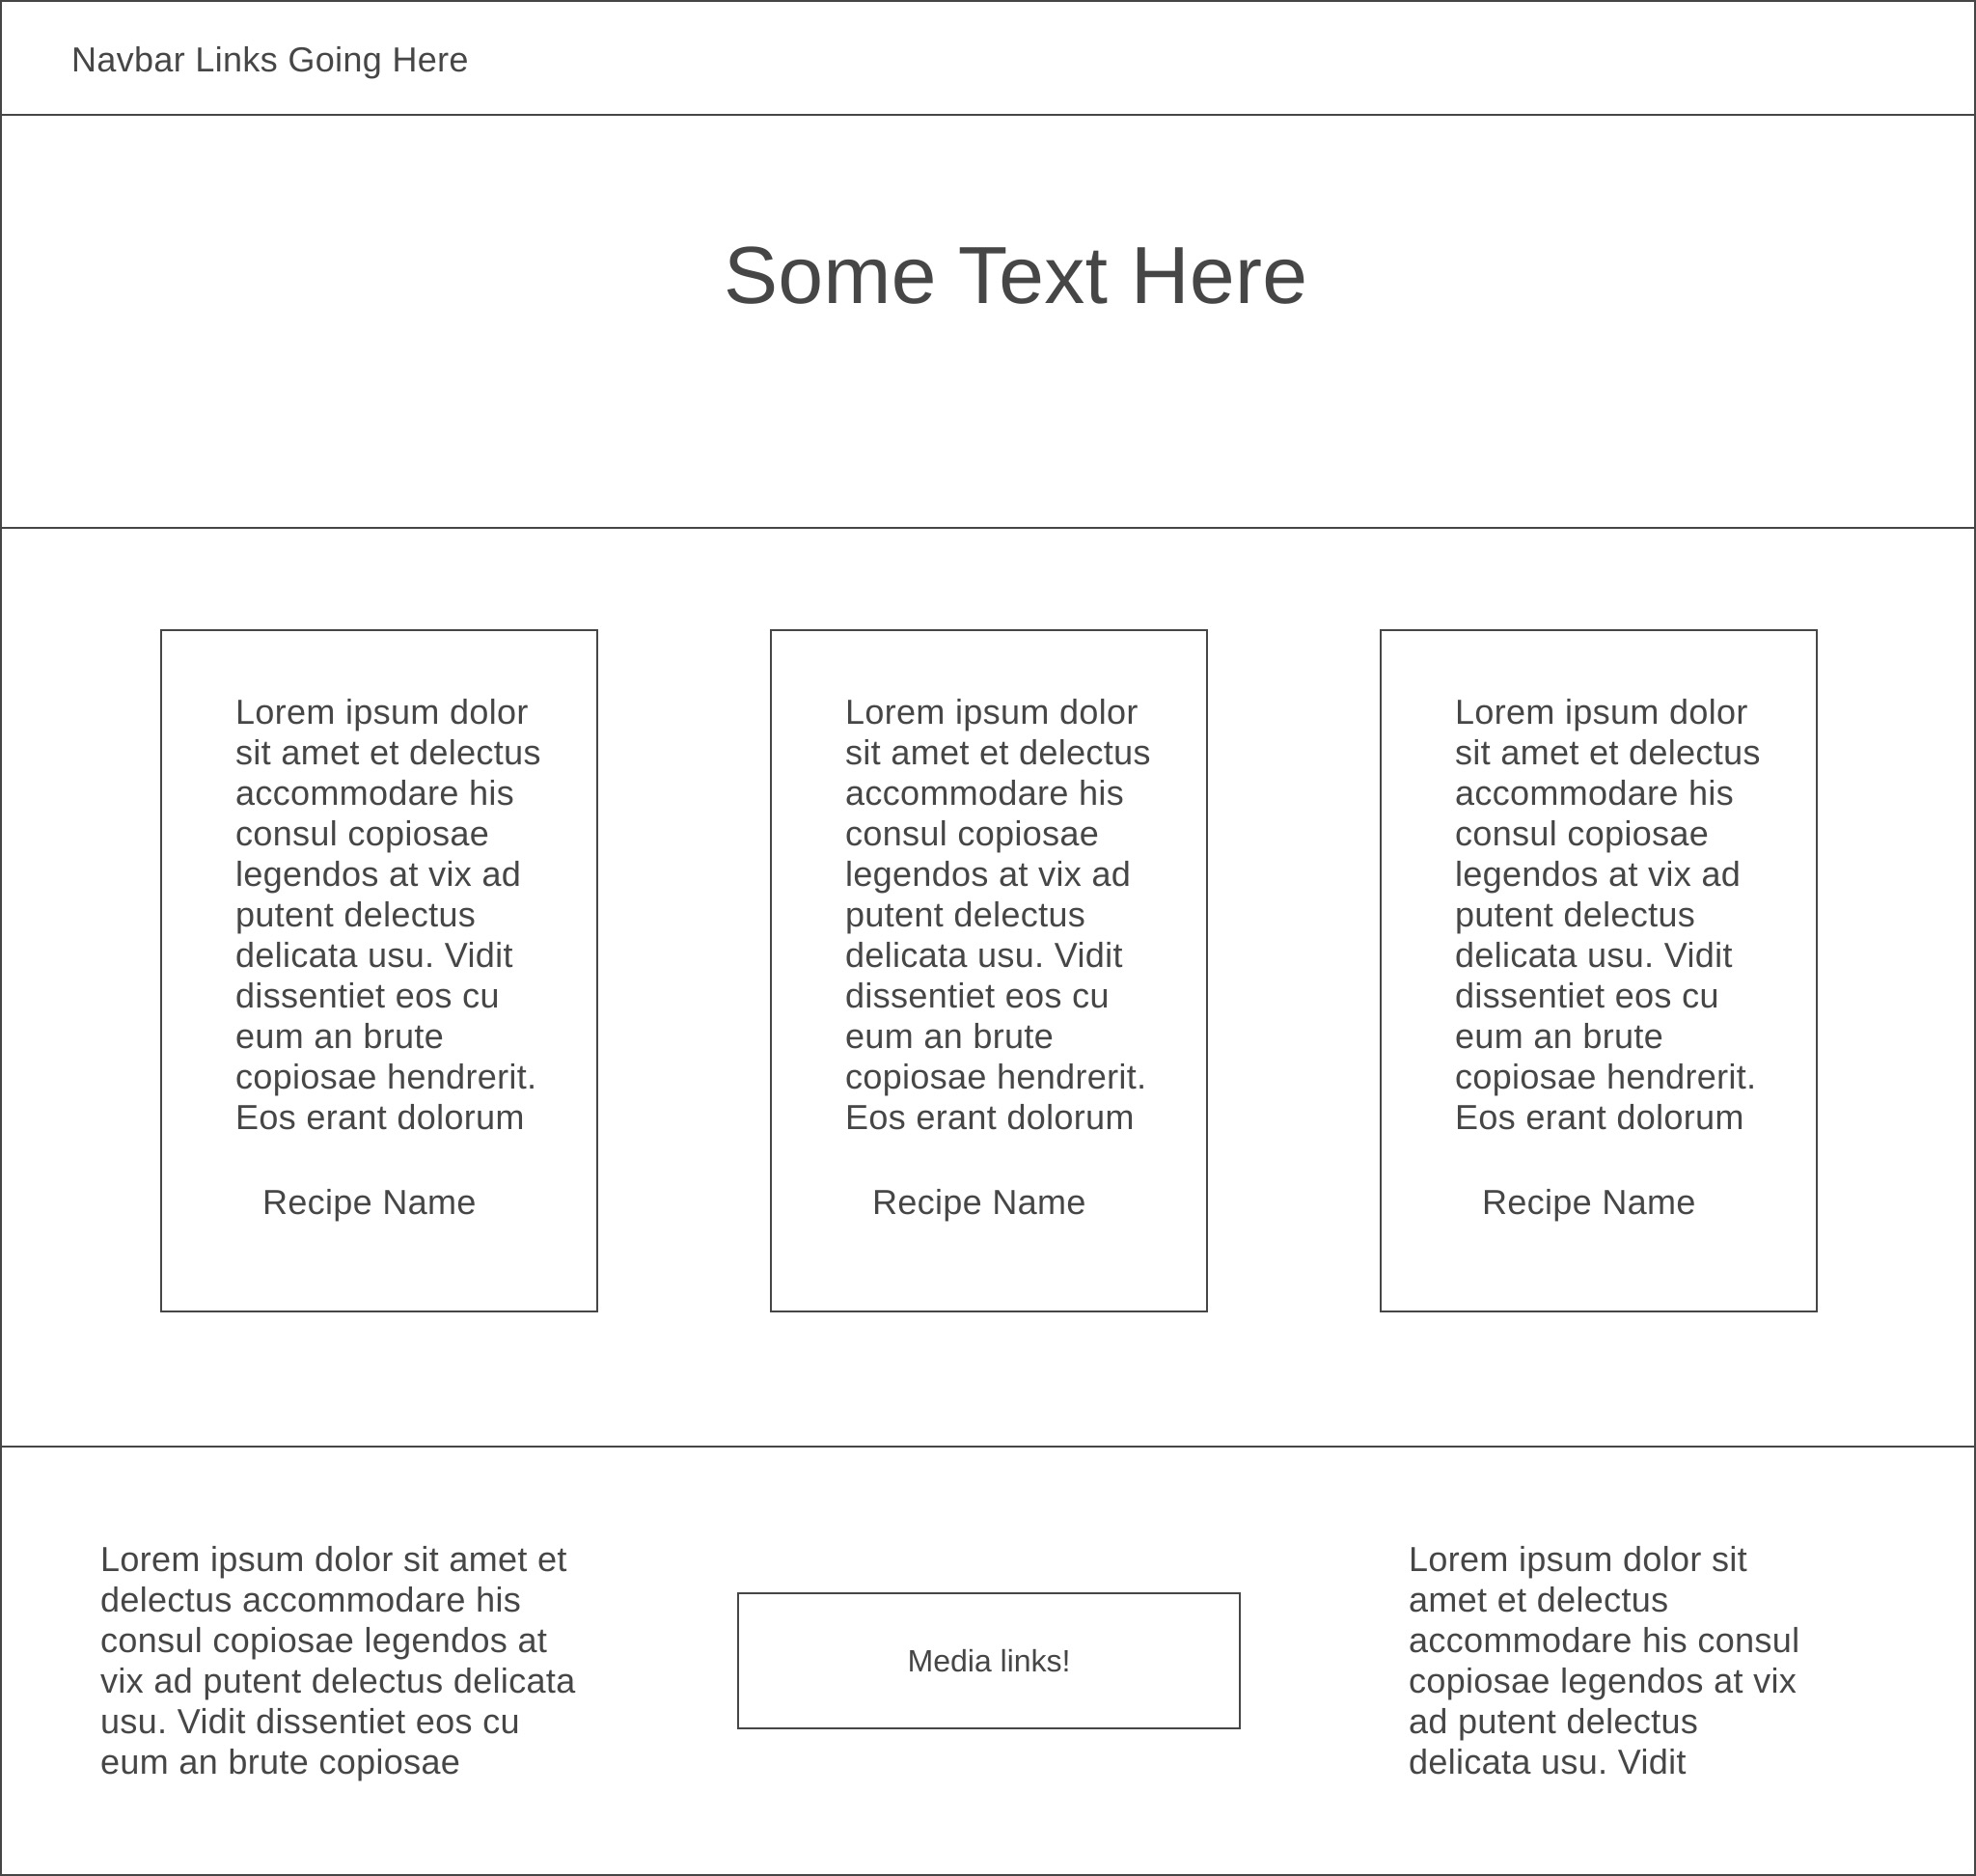 Navbar Links Going Here
Some Text Here
Lorem ipsum dolor
sit amet et delectus
accommodare his
consul copiosae
legendos at vix ad
putent delectus
delicata usu. Vidit
dissentiet eos cu
eum an brute
copiosae hendrerit.
Eos erant dolorum
Recipe Name
Lorem ipsum dolor
sit amet et delectus
accommodare his
consul copiosae
legendos at vix ad
putent delectus
delicata usu. Vidit
dissentiet eos cu
eum an brute
copiosae hendrerit.
Eos erant dolorum
Recipe Name
Lorem ipsum dolor
sit amet et delectus
accommodare his
consul copiosae
legendos at vix ad
putent delectus
delicata usu. Vidit
dissentiet eos cu
eum an brute
copiosae hendrerit.
Eos erant dolorum
Recipe Name
Lorem ipsum dolor sit amet et
delectus accommodare his
consul copiosae legendos at
vix ad putent delectus delicata
usu. Vidit dissentiet eos cu
eum an brute copiosae
Media links!
Lorem ipsum dolor sit
amet et delectus
accommodare his consul
copiosae legendos at vix
ad putent delectus
delicata usu. Vidit